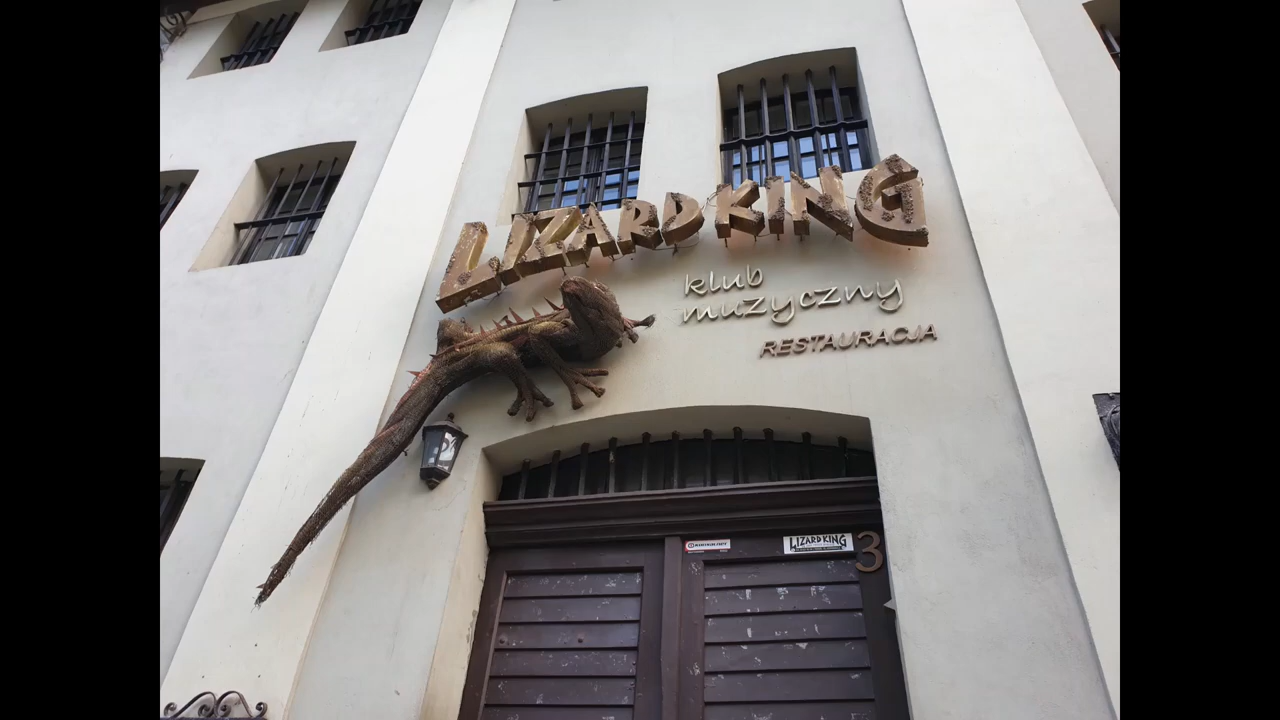 LIZARD KING
klub
muzyczny
RESTAURACJA
LIZARD KING
3